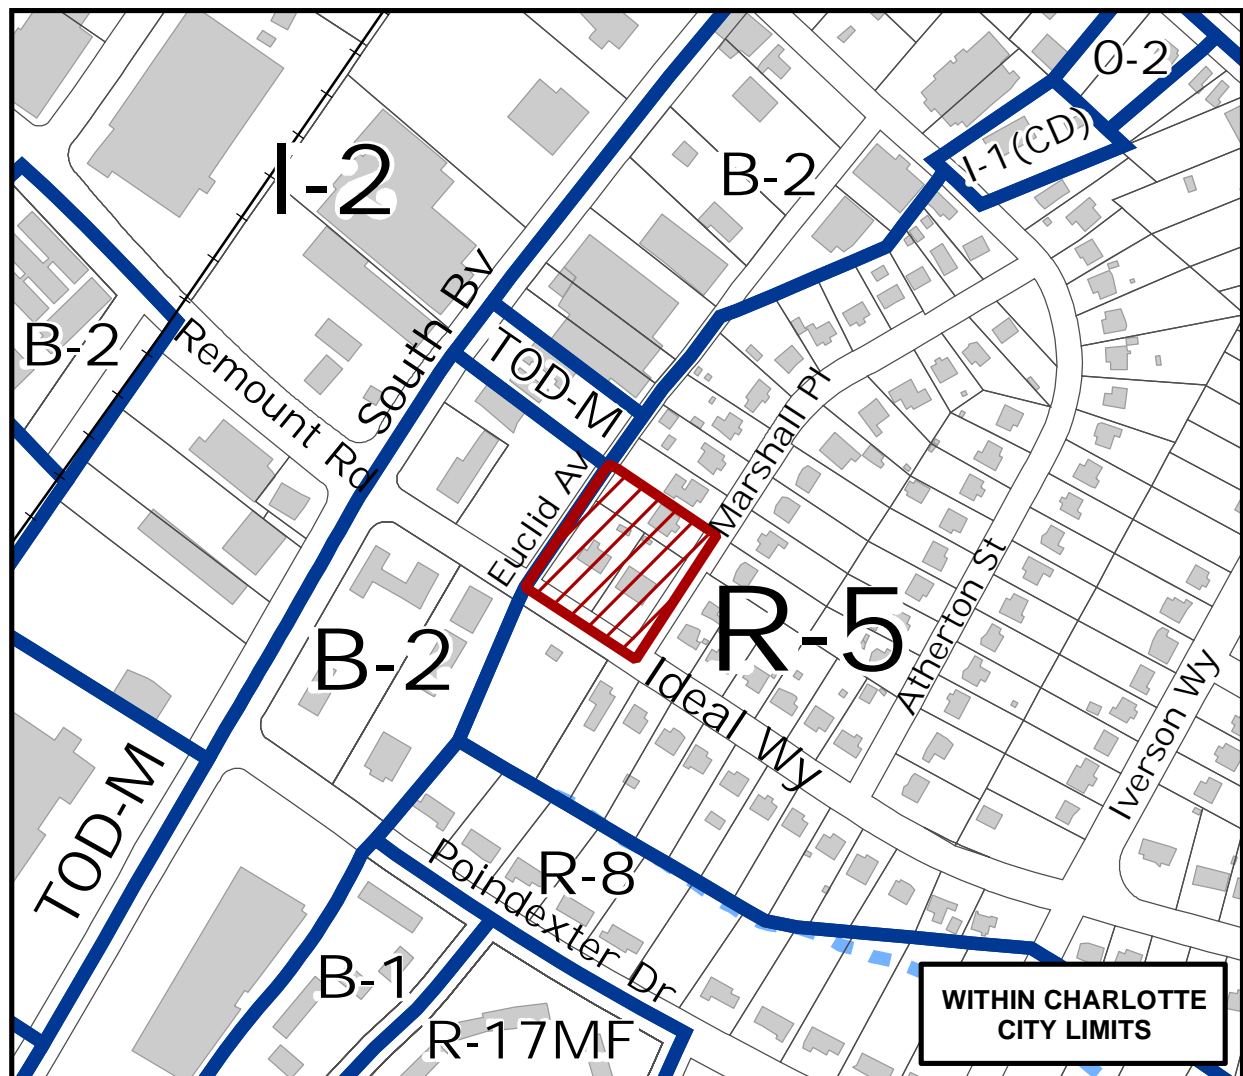 O-2
I-1(CD)
B-2
I-2
South Bv
B-2
Remount Rd
TOD-M
Marshall Pl
Euclid Av
R-5
Atherton St
B-2
Ideal Wy
Iverson Wy
TOD-M
Poindexter Dr
R-8
B-1
R-17MF
WITHIN CHARLOTTE
CITY LIMITS